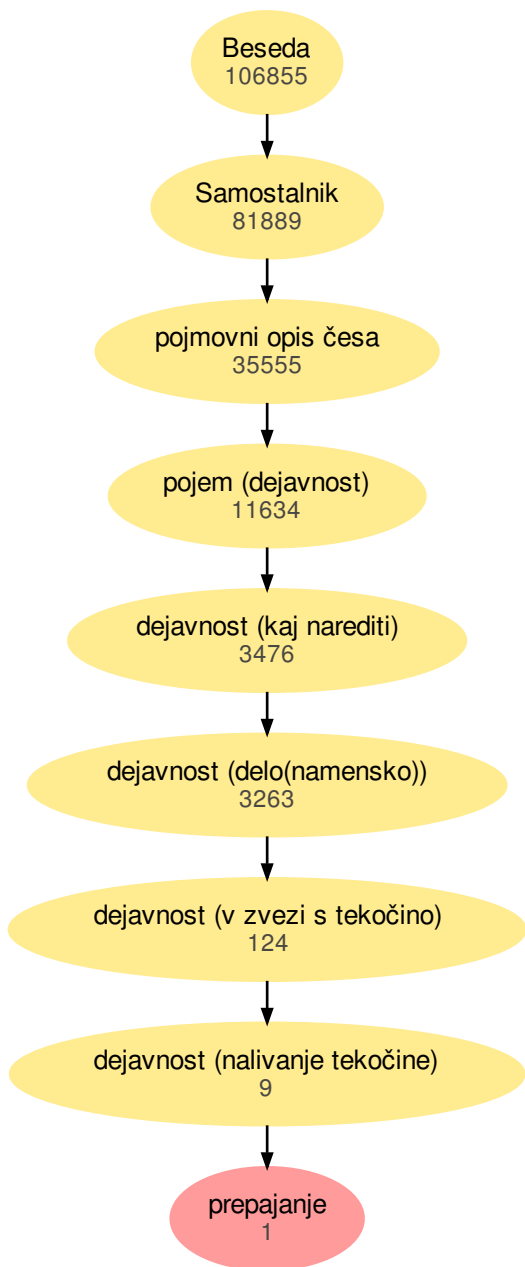 Beseda
106855
Samostalnik
81889
pojmovni opis česa
35555
pojem (dejavnost)
11634
dejavnost (kaj narediti)
3476
dejavnost (delo(namensko))
3263
dejavnost (v zvezi s tekočino)
124
dejavnost (nalivanje tekočine)
9
prepajanje
1